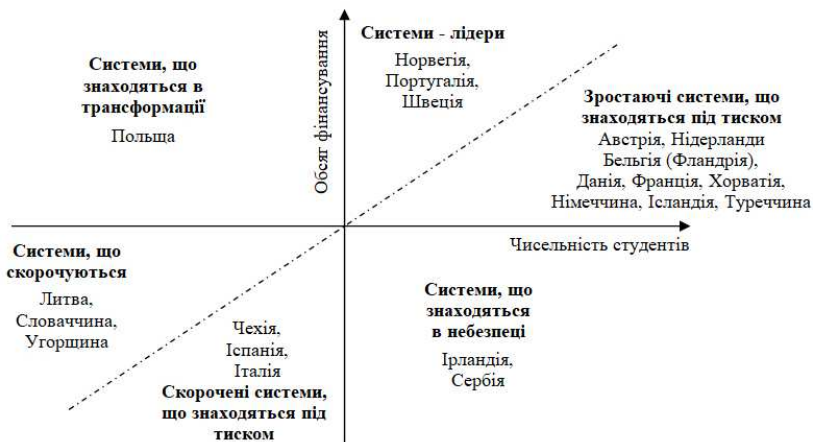 Системи, що
знаходяться в
трансформації
Польща
Обсяг фінансування
Системи - лідери
Норвегія,
Португалія,
Швеція
Зростаючі системи, що
знаходяться під тиском
Австрія, Нідерланди
Бельгія (Фландрія),
Данія, Франція, Хорватія,
Німеччина, Ісландія, Туреччина
Чисельність студентів
Системи, що
скорочуються
Литва,
Словаччина,
Угорщина
Чехія,
Іспанія,
Італія
Скорочені системи,
що знаходяться під
тиском
Системи, що
знаходяться
в небезпеці
Ірландія,
Сербія